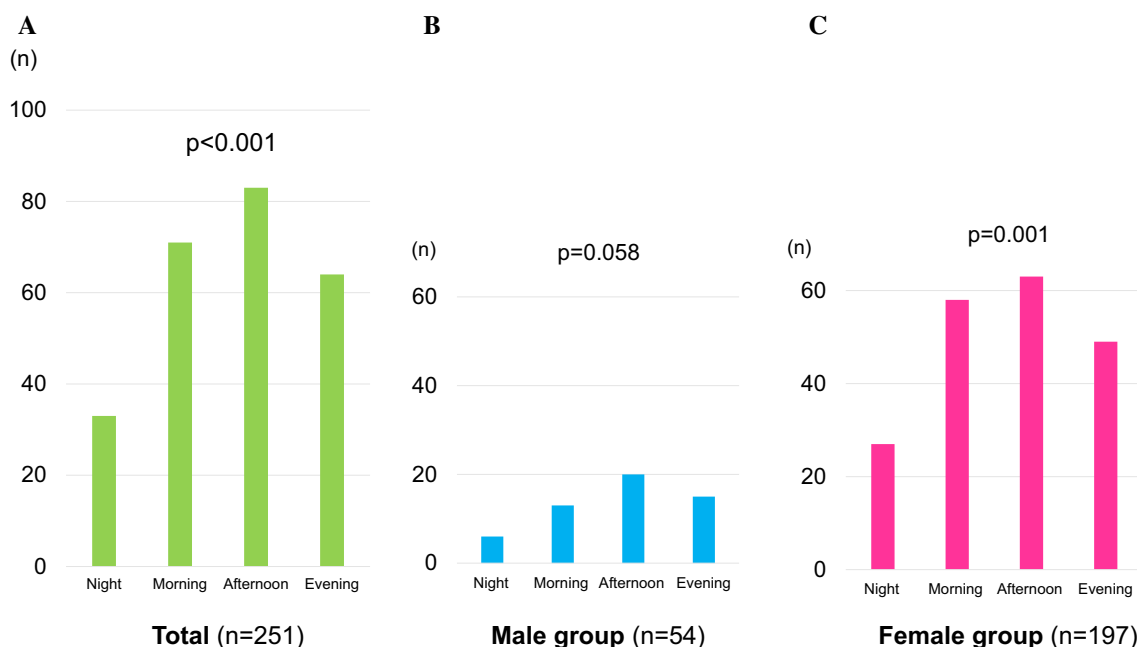 A
(n)
100
80
60
40
20
0
p<0.001
Night Morning Afternoon Evening
Total (n=251)
B
(n)
60
40
20
0
p=0.058
Night Morning Afternoon Evening
Male group (n=54)
C
(n)
60
40
20
0
p=0.001
Night Morning Afternoon Evening
Female group (n=197)